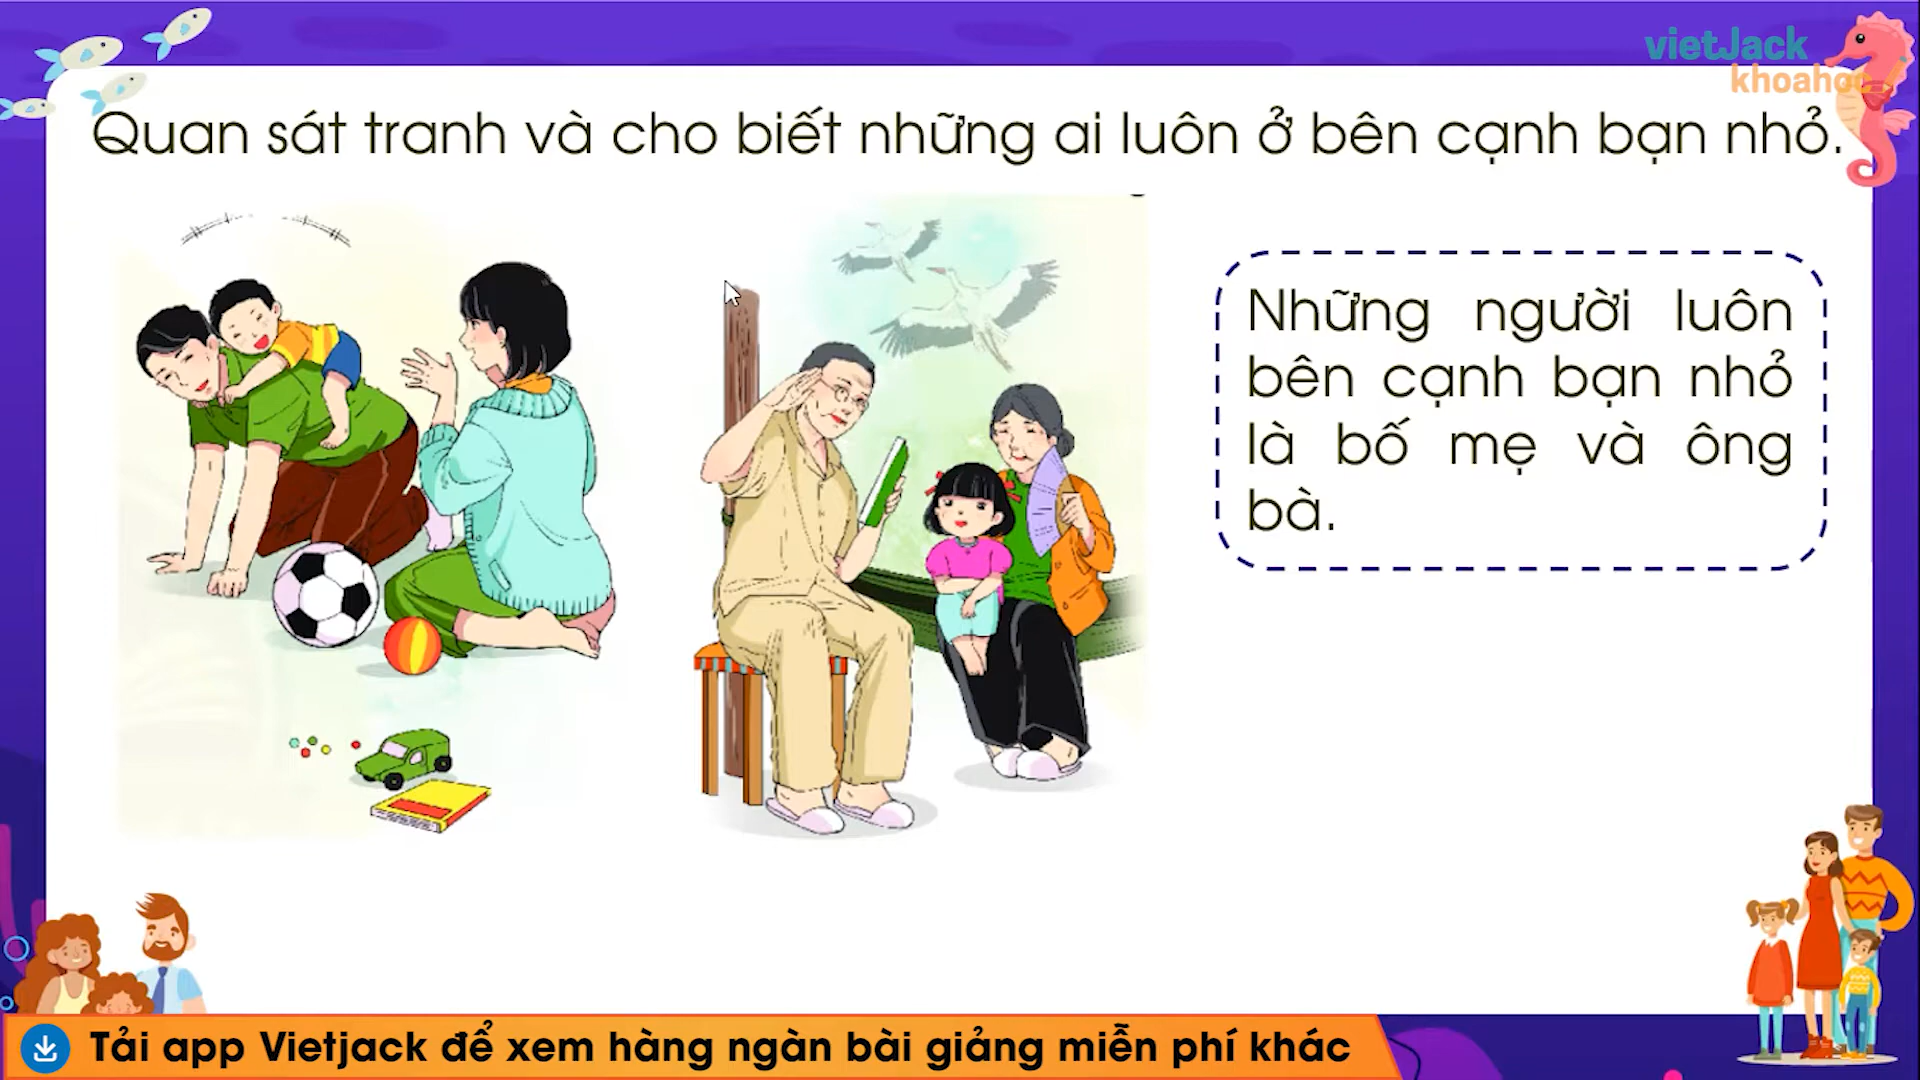 vietJack
khoahoc
Quan sát tranh và cho biết những ai luôn ở bên cạnh bạn nhỏ.
Những người luôn
bên cạnh bạn nhỏ
là bố mẹ và ông
bà.
Tải app Vietjack để xem hàng ngàn bài giảng miễn phí khác